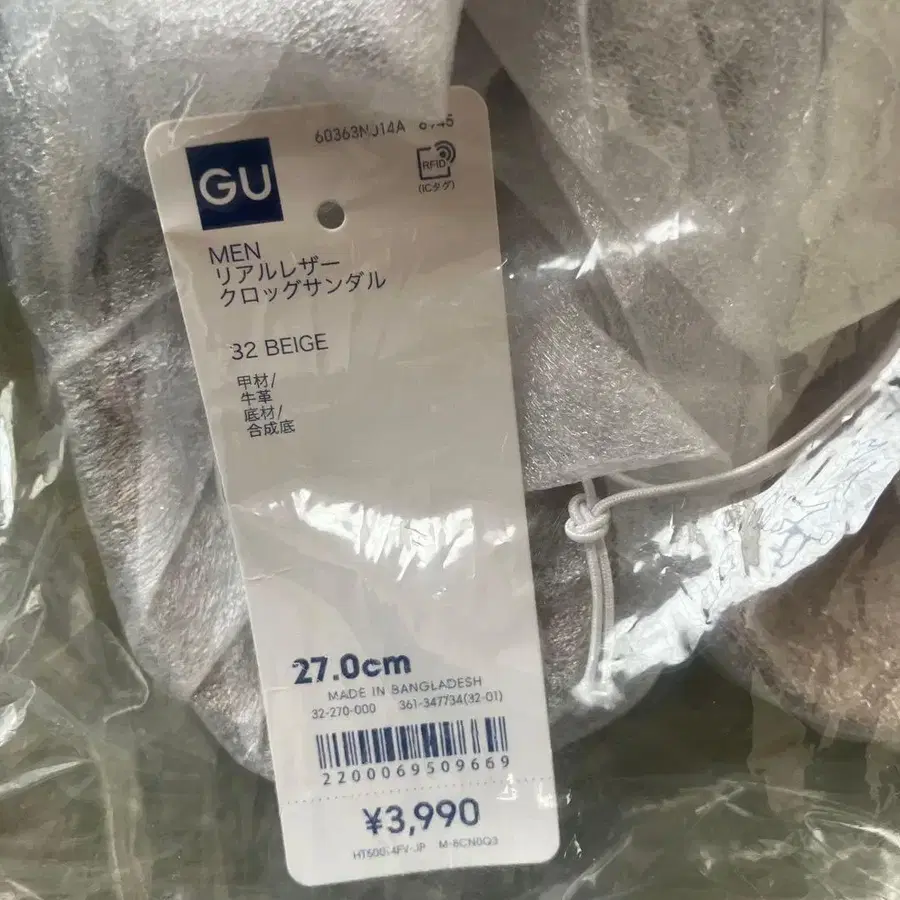 GU
RFID
(ICタグ)
MEN
リアルレザー
クロッグサンダル
32 BEIGE
甲材/
牛革
底材/
合成底
27.0cm
MADE IN BANGLADESH
32-270-000 361-347734(32-01)
2200069509669
¥3,990